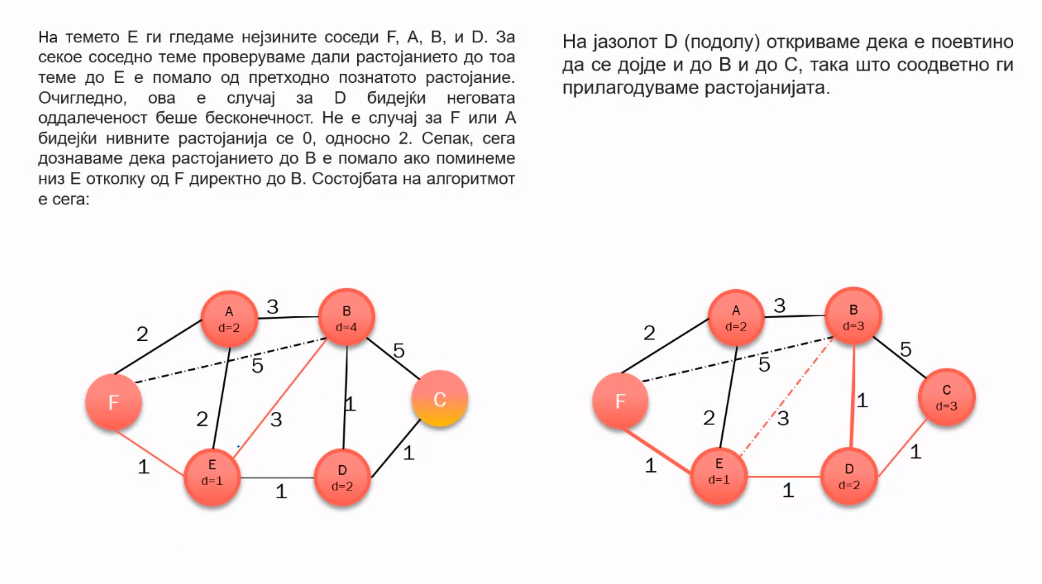 На темето E ги гледаме нејзините соседи F, A, B, и D. За
секое соседно теме проверуваме дали растојанието до тоа
теме до E е помало од претходно познатото растојание.
Очигледно, ова е случај за D бидејќи неговата
оддалеченост беше бесконечност. Не е случај за F или A
бидејќи нивните растојанија се 0, односно 2. Сепак, сега
дознаваме дека растојанието до B е помало ако поминеме
низ E отколку од F директно до B. Состојбата на алгоритмот
е сега:
На јазолот D (подолу) откриваме дека е поевтино
да се дојде и до B и до C, така што соодветно ги
прилагодуваме растојанијата.
A
d=2
3
B
d=4
2
5
5
F
C
2
3
1
1
1
E
d=1
1
D
d=2
A
d=2
3
B
d=3
2
5
5
F
C
d=3
2
3
1
1
1
E
d=1
1
D
d=2